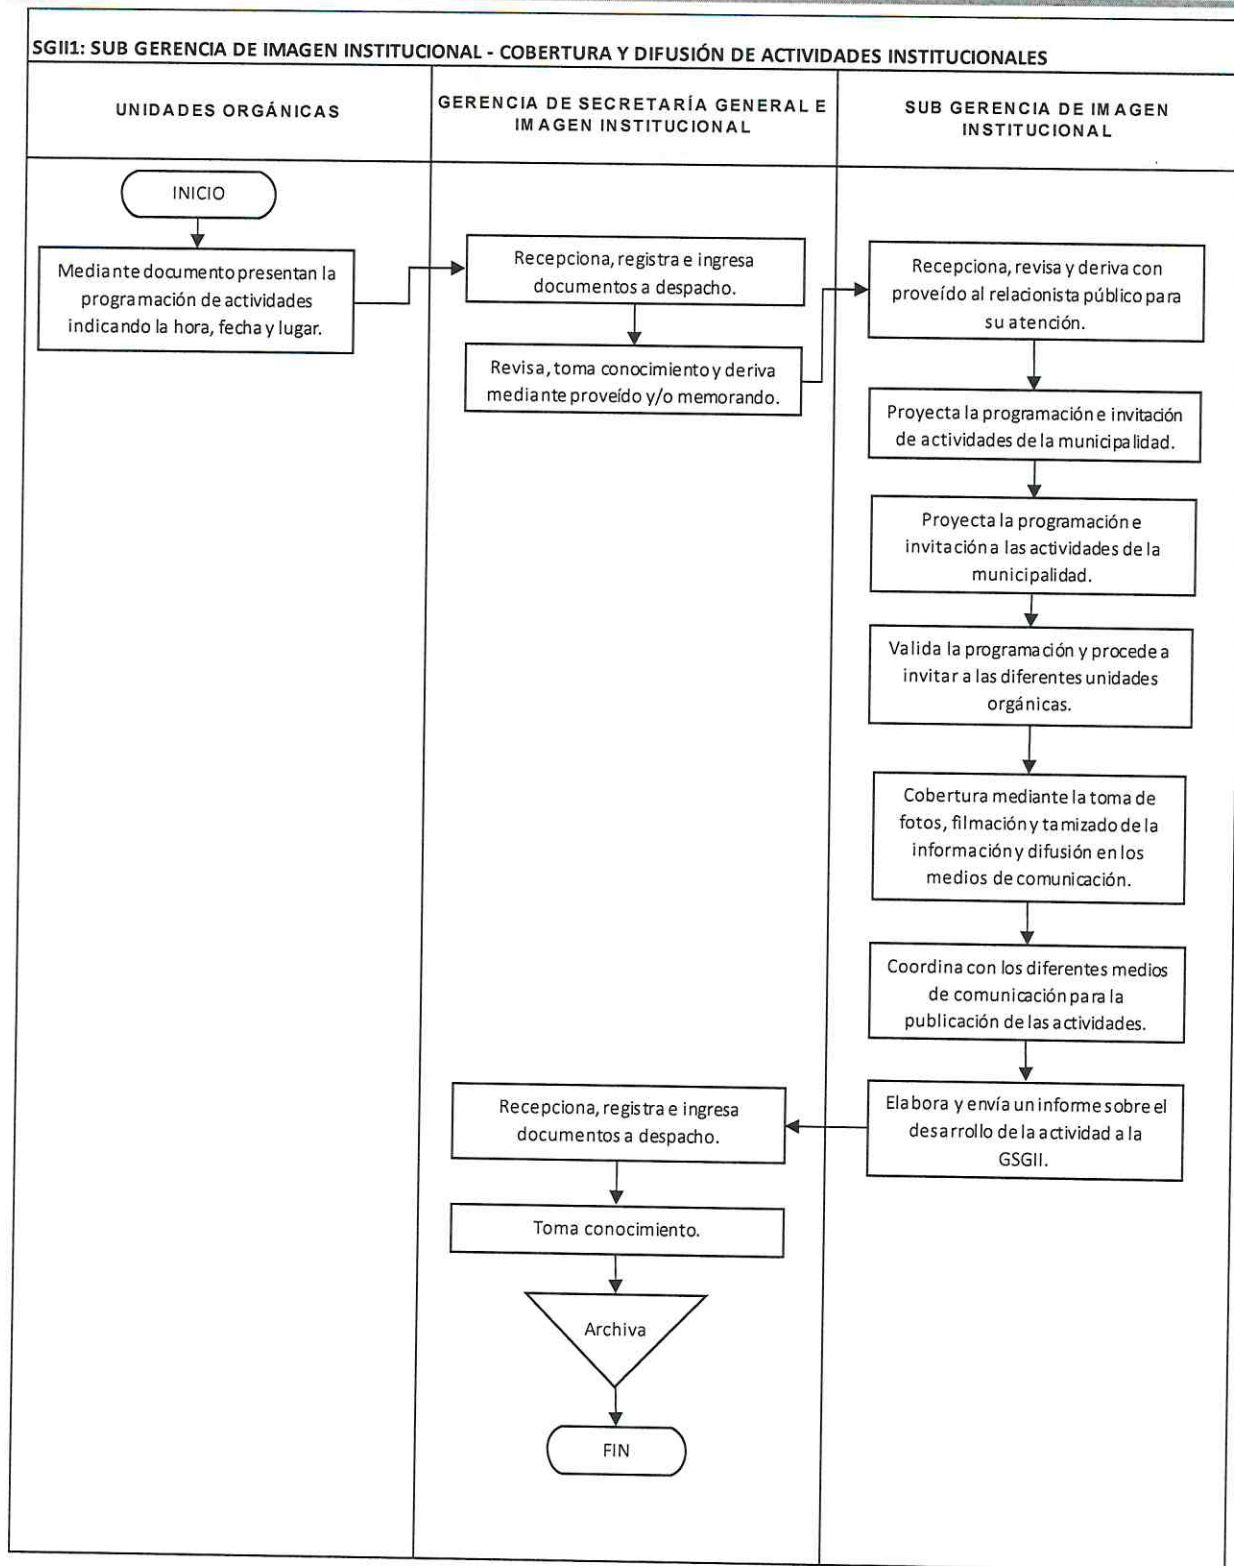 SGII1: SUB GERENCIA DE IMAGEN INSTITUCIONAL - COBERTURA Y DIFUSIÓN DE ACTIVIDADES INSTITUCIONALES
UNIDADES ORGÁNICAS
GERENCIA DE SECRETARÍA GENERAL E
IMAGEN INSTITUCIONAL
SUB GERENCIA DE IMAGEN
INSTITUCIONAL
INICIO
Mediante documento presentan la
programación de actividades
indicando la hora, fecha y lugar.
Recepciona, registra e ingresa
documentos a despacho.
Revisa, toma conocimiento y deriva
mediante proveído y/o memorando.
Recepciona, revisa y deriva con
proveído al relacionista público para
su atención.
Proyecta la programación e invitación
de actividades de la municipalidad.
Proyecta la programación e
invitación a las actividades de la
municipalidad.
Valida la programación y procede a
invitar a las diferentes unidades
orgánicas.
Cobertura mediante la toma de
fotos, filmación y tamizado de la
información y difusión en los
medios de comunicación.
Coordina con los diferentes medios
de comunicación para la
publicación de las actividades.
Elabora y envía un informe sobre el
desarrollo de la actividad a la
GSGII.
Recepciona, registra e ingresa
documentos a despacho.
Toma conocimiento.
Archiva
FIN